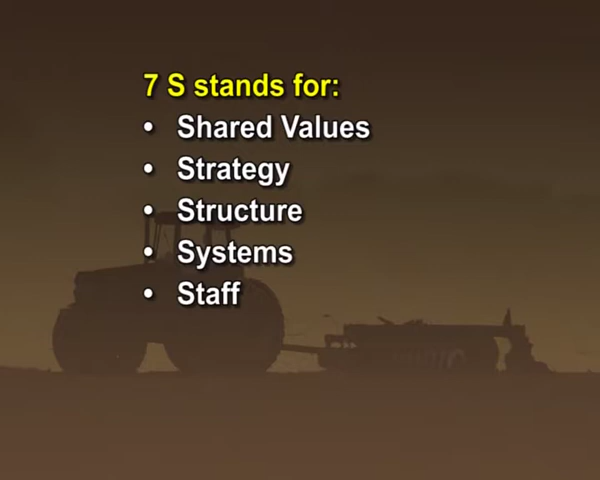 7 S stands for:
• Shared Values
• Strategy
• Structure
• Systems
• Staff